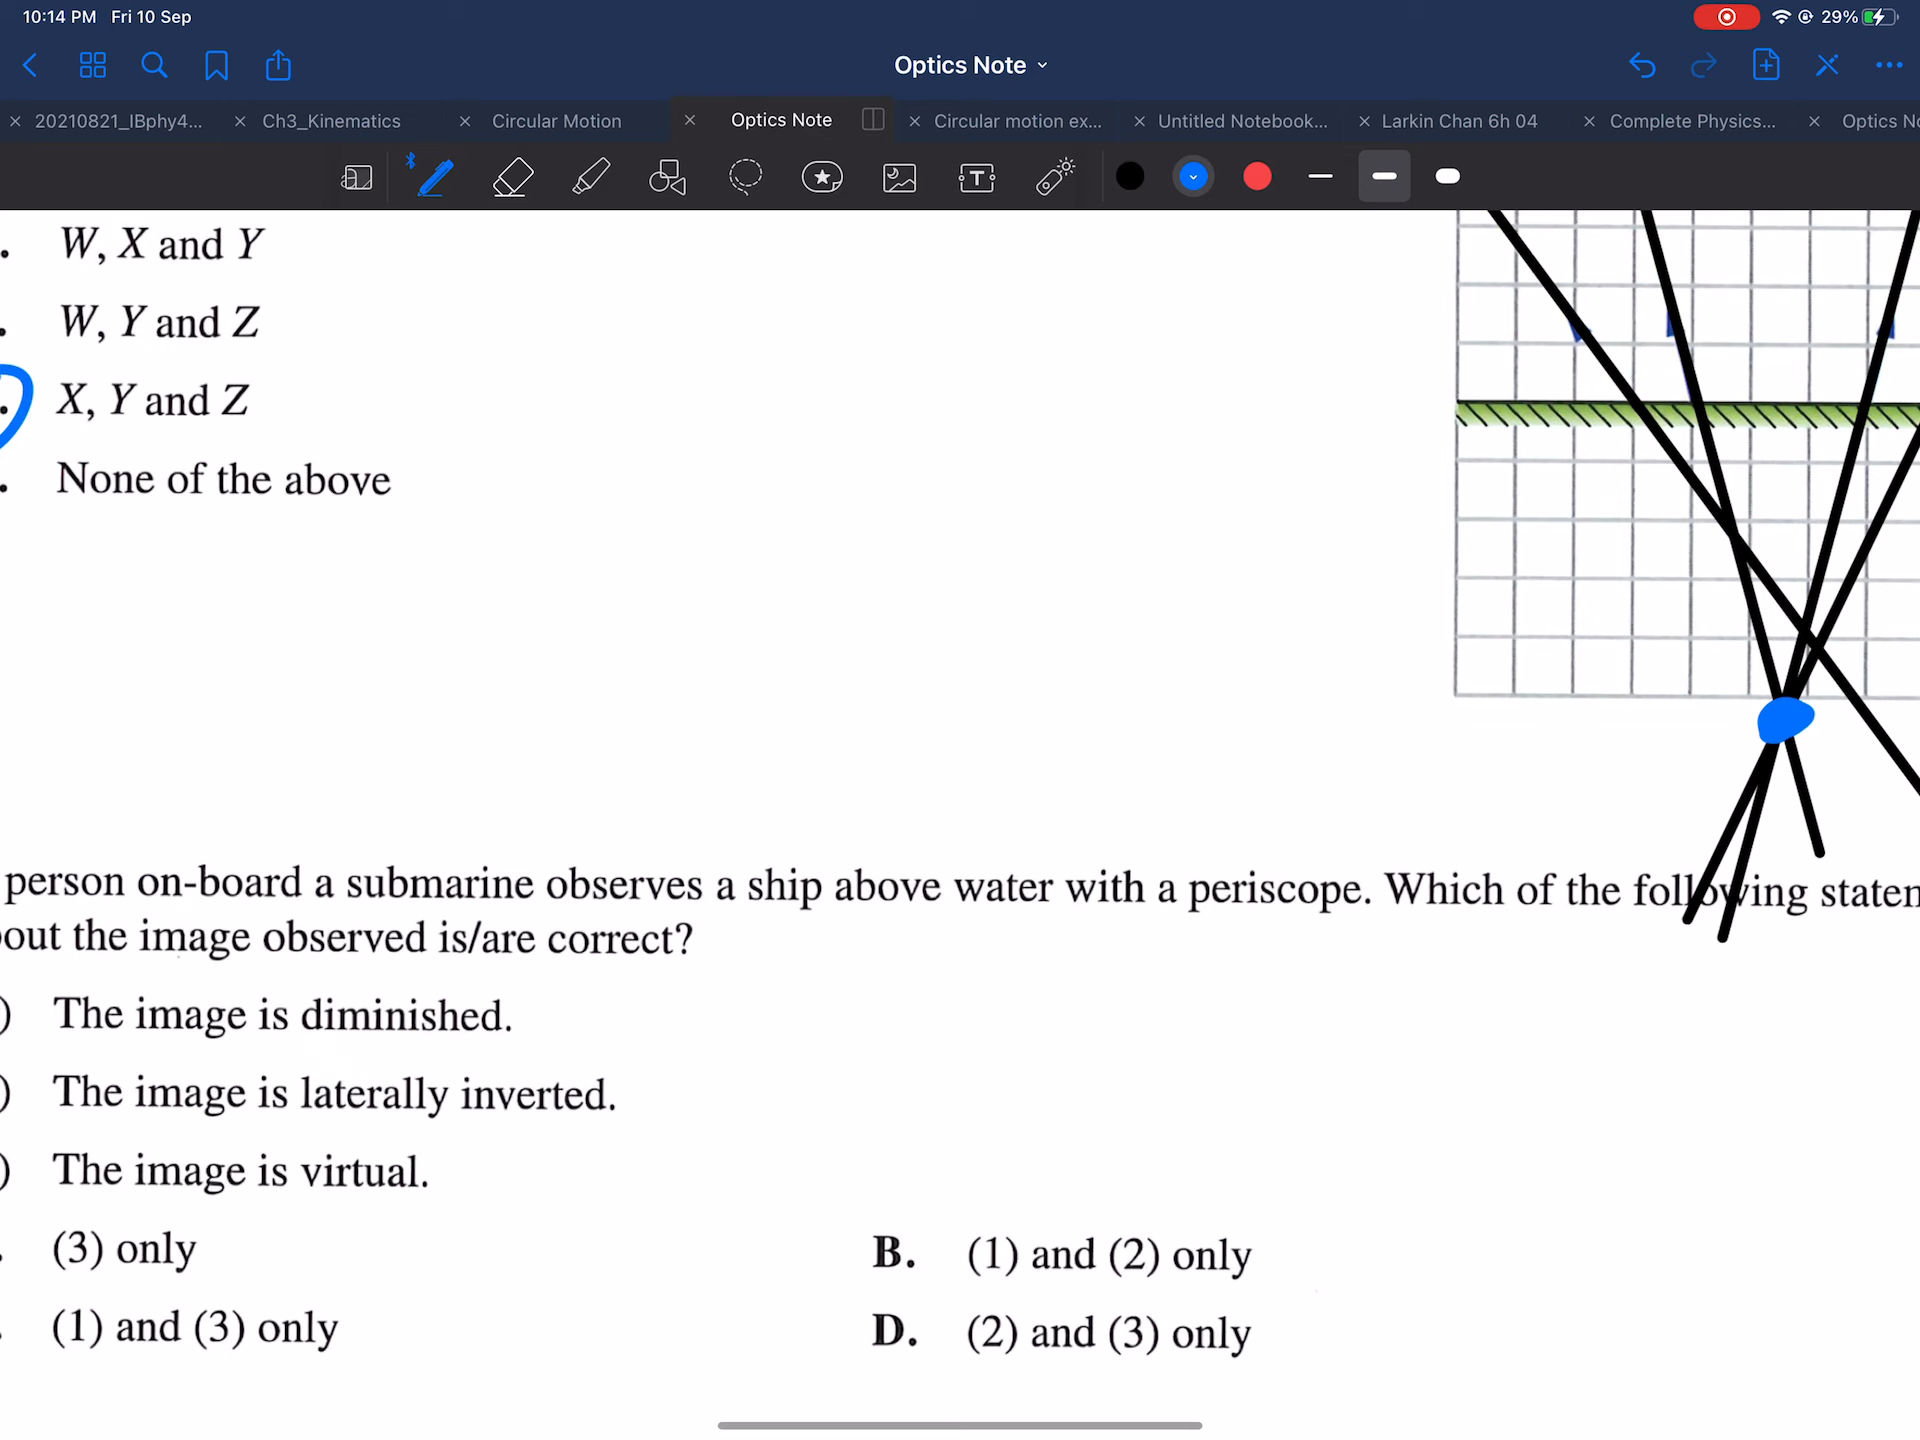 10:14 PM Fri 10 Sep
29%
Optics Note
20210821_IBphy4...
Ch3_Kinematics
Circular Motion
Optics Note
Circular motion ex...
Untitled Notebook...
Larkin Chan 6h 04
Complete Physics...
Optics No
W, X and Y
W, Y and Z
X, Y and Z
None of the above
person on-board a submarine observes a ship above water with a periscope. Which of the following statem
out the image observed is/are correct?
) The image is diminished.
) The image is laterally inverted.
) The image is virtual.
(3) only
B. (1) and (2) only
(1) and (3) only
D. (2) and (3) only